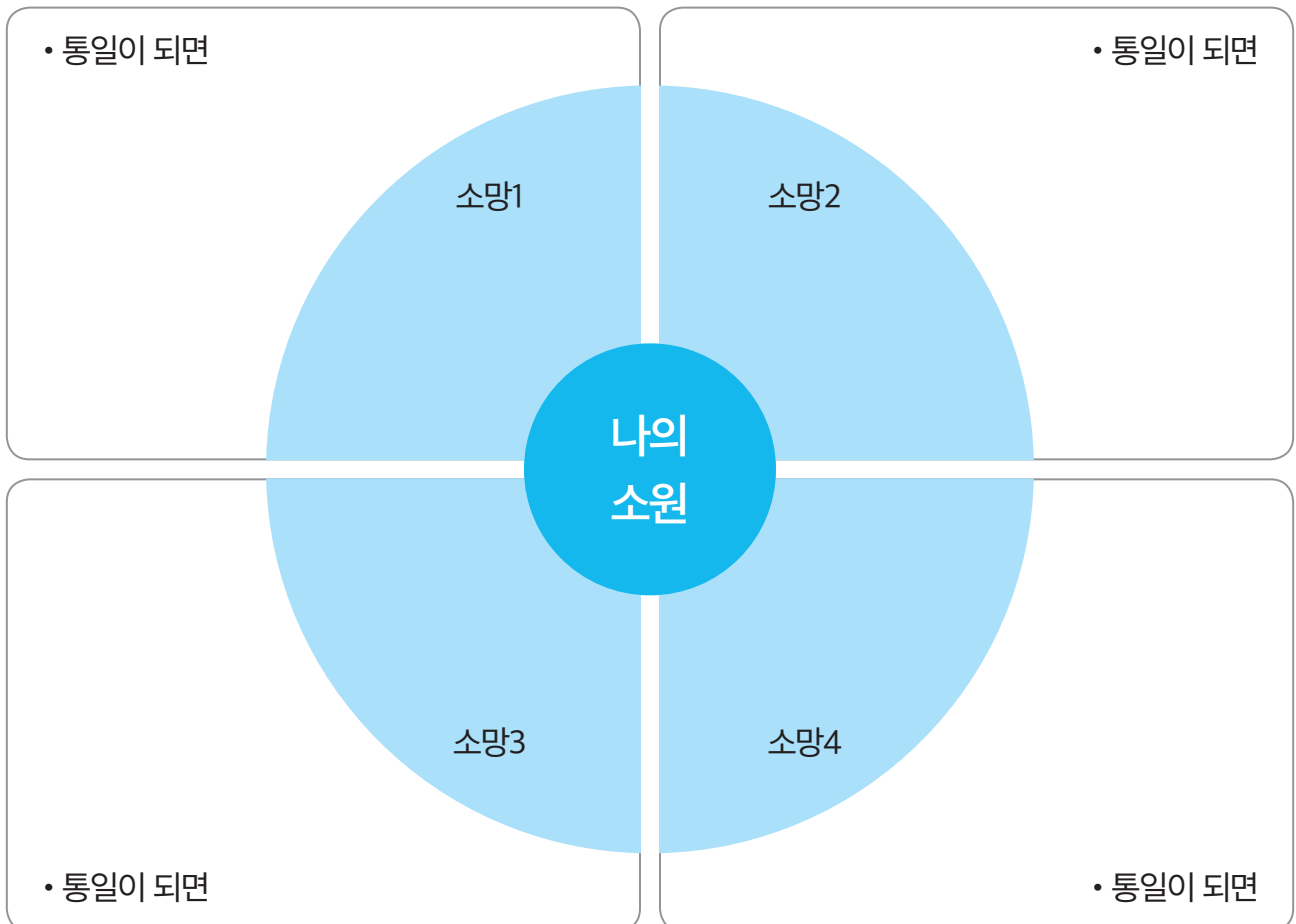 • 통일이 되면
• 통일이 되면
소망1
소망2
나의
소원
소망3
소망4
• 통일이 되면
• 통일이 되면